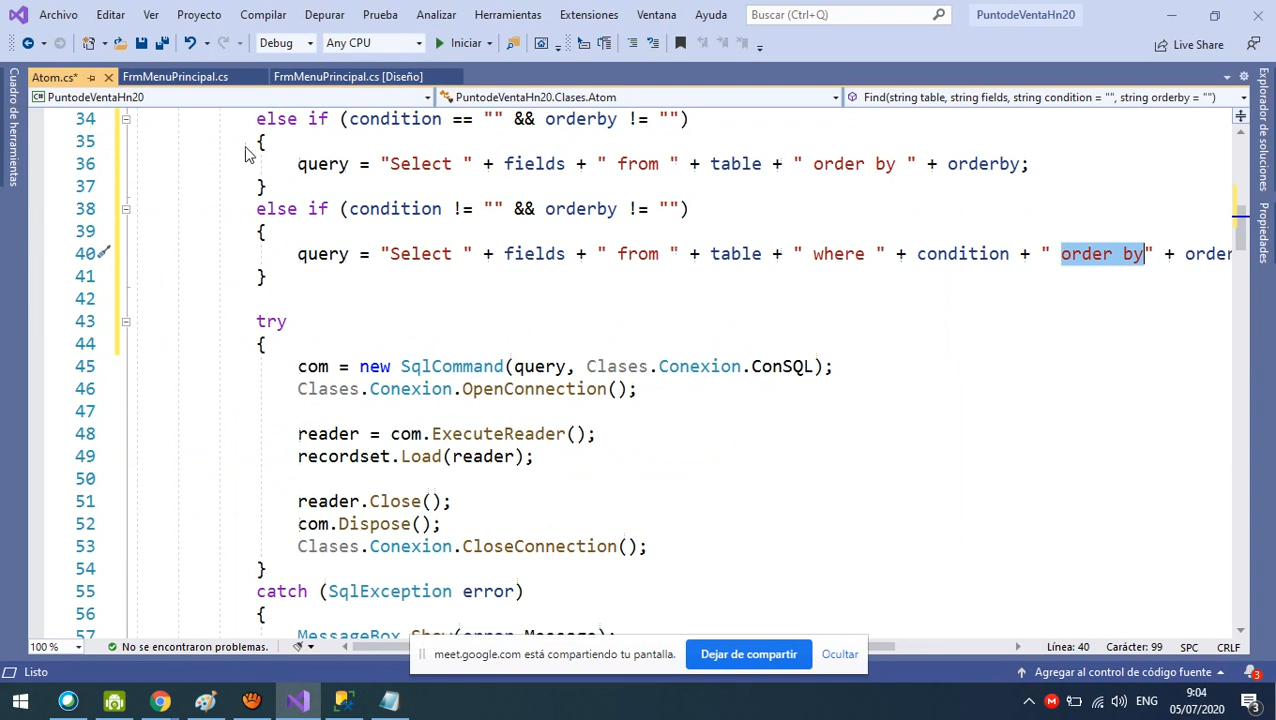 Archivo Editar Ver Proyecto Compilar Depurar Prueba Analizar Herramientas Extensiones Ventana Ayuda Buscar (Ctrl+Q) PuntodeVentaHn20
Debug Any CPU Iniciar Live Share
Atom.cs* FrmMenuPrincipal.cs FrmMenuPrincipal.cs [Diseño]
PuntodeVentaHn20 PuntodeVentaHn20.Clases.Atom Find(string table, string fields, string condition = "", string orderby = "")
Cuadro de herramientas
34 else if (condition == "" && orderby != "")
35 {
36 query = "Select " + fields + " from " + table + " order by " + orderby;
37 }
38 else if (condition != "" && orderby != "")
39 {
40 query = "Select " + fields + " from " + table + " where " + condition + " order by" + order
41 }
42
43 try
44 {
45 com = new SqlCommand(query, Clases.Conexion.ConSQL);
46 Clases.Conexion.OpenConnection();
47
48 reader = com.ExecuteReader();
49 recordset.Load(reader);
50
51 reader.Close();
52 com.Dispose();
53 Clases.Conexion.CloseConnection();
54 }
55 catch (SqlException error)
56 {
57 MessageBox.Show(error.Message);
Explorador de soluciones
Propiedades
100 % No se encontraron problemas. Línea: 40 Carácter: 99 SPC CRLF
meet.google.com está compartiendo tu pantalla. Dejar de compartir Ocultar
Listo Agregar al control de código fuente 3
ENG 9:04
05/07/2020 3